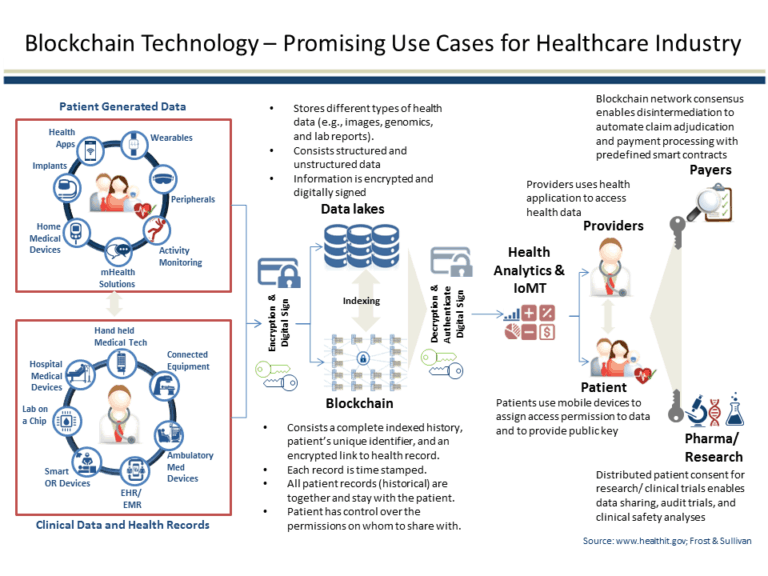 Blockchain Technology – Promising Use Cases for Healthcare Industry
Patient Generated Data
Health
Apps
Wearables
Implants
Peripherals
Home
Medical
Devices
Activity
Monitoring
mHealth
Solutions
Hand held
Medical Tech
Connected
Equipment
Hospital
Medical
Devices
Lab on
a Chip
Smart
OR Devices
Ambulatory
Med
Devices
EHR/
EMR
Clinical Data and Health Records
Encryption &
Digital Sign
• Stores different types of health
data (e.g., images, genomics,
and lab reports).
• Consists structured and
unstructured data
• Information is encrypted and
digitally signed
Data lakes
Indexing
Blockchain
• Consists a complete indexed history,
patient's unique identifier, and an
encrypted link to health record.
• Each record is time stamped.
• All patient records (historical) are
together and stay with the patient.
• Patient has control over the
permissions on whom to share with.
Decryption &
Authenticate
Digital Sign
Health
Analytics &
IoMT
Providers uses health
application to access
health data
Providers
Patient
Patients use mobile devices to
assign access permission to data
and to provide public key
Blockchain network consensus
enables disintermediation to
automate claim adjudication
and payment processing with
predefined smart contracts
Payers
Pharma/
Research
Distributed patient consent for
research/ clinical trials enables
data sharing, audit trials, and
clinical safety analyses
Source: www.healthit.gov; Frost & Sullivan